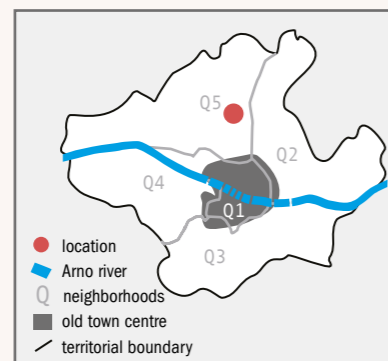 Q5
Q2
Q4
Q1
Q3
location
Arno river
Q neighborhoods
old town centre
territorial boundary